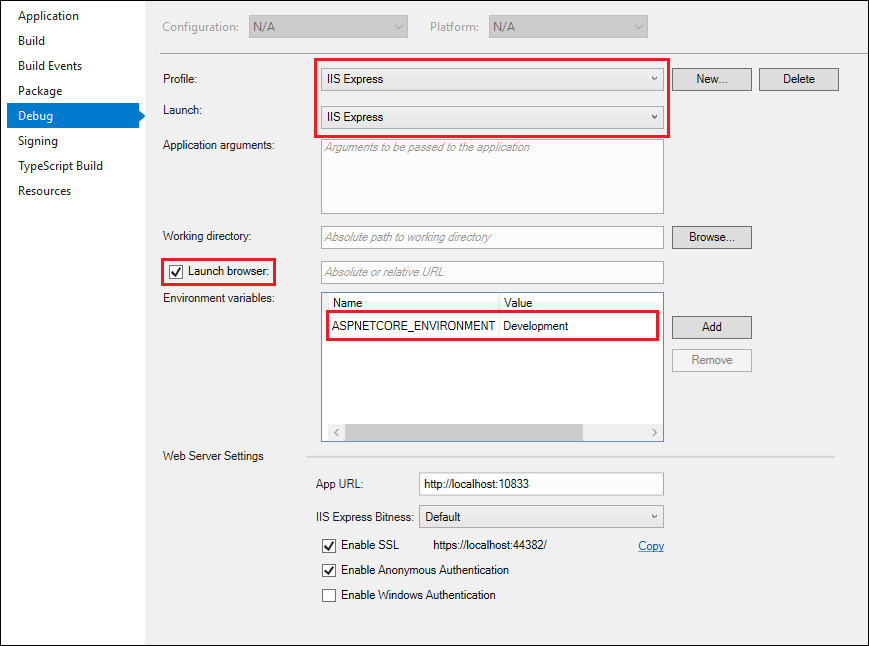 Application
Build
Build Events
Package
Debug
Signing
TypeScript Build
Resources
Configuration: N/A Platform: N/A
Profile: IIS Express New... Delete
Launch: IIS Express
Application arguments: Arguments to be passed to the application
Working directory: Absolute path to working directory Browse...
Launch browser: Absolute or relative URL
Environment variables:
Name Value
ASPNETCORE_ENVIRONMENT Development
Add
Remove
Web Server Settings
App URL: http://localhost:10833
IIS Express Bitness: Default
Enable SSL https://localhost:44382/ Copy
Enable Anonymous Authentication
Enable Windows Authentication